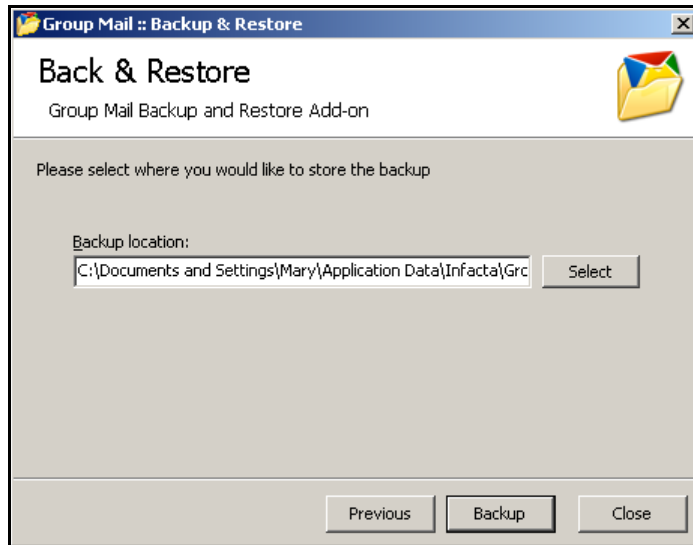 Group Mail :: Backup & Restore
Back & Restore
Group Mail Backup and Restore Add-on
Please select where you would like to store the backup
Backup location:
C:\Documents and Settings\Mary\Application Data\Infacta\Grc
Select
Previous
Backup
Close